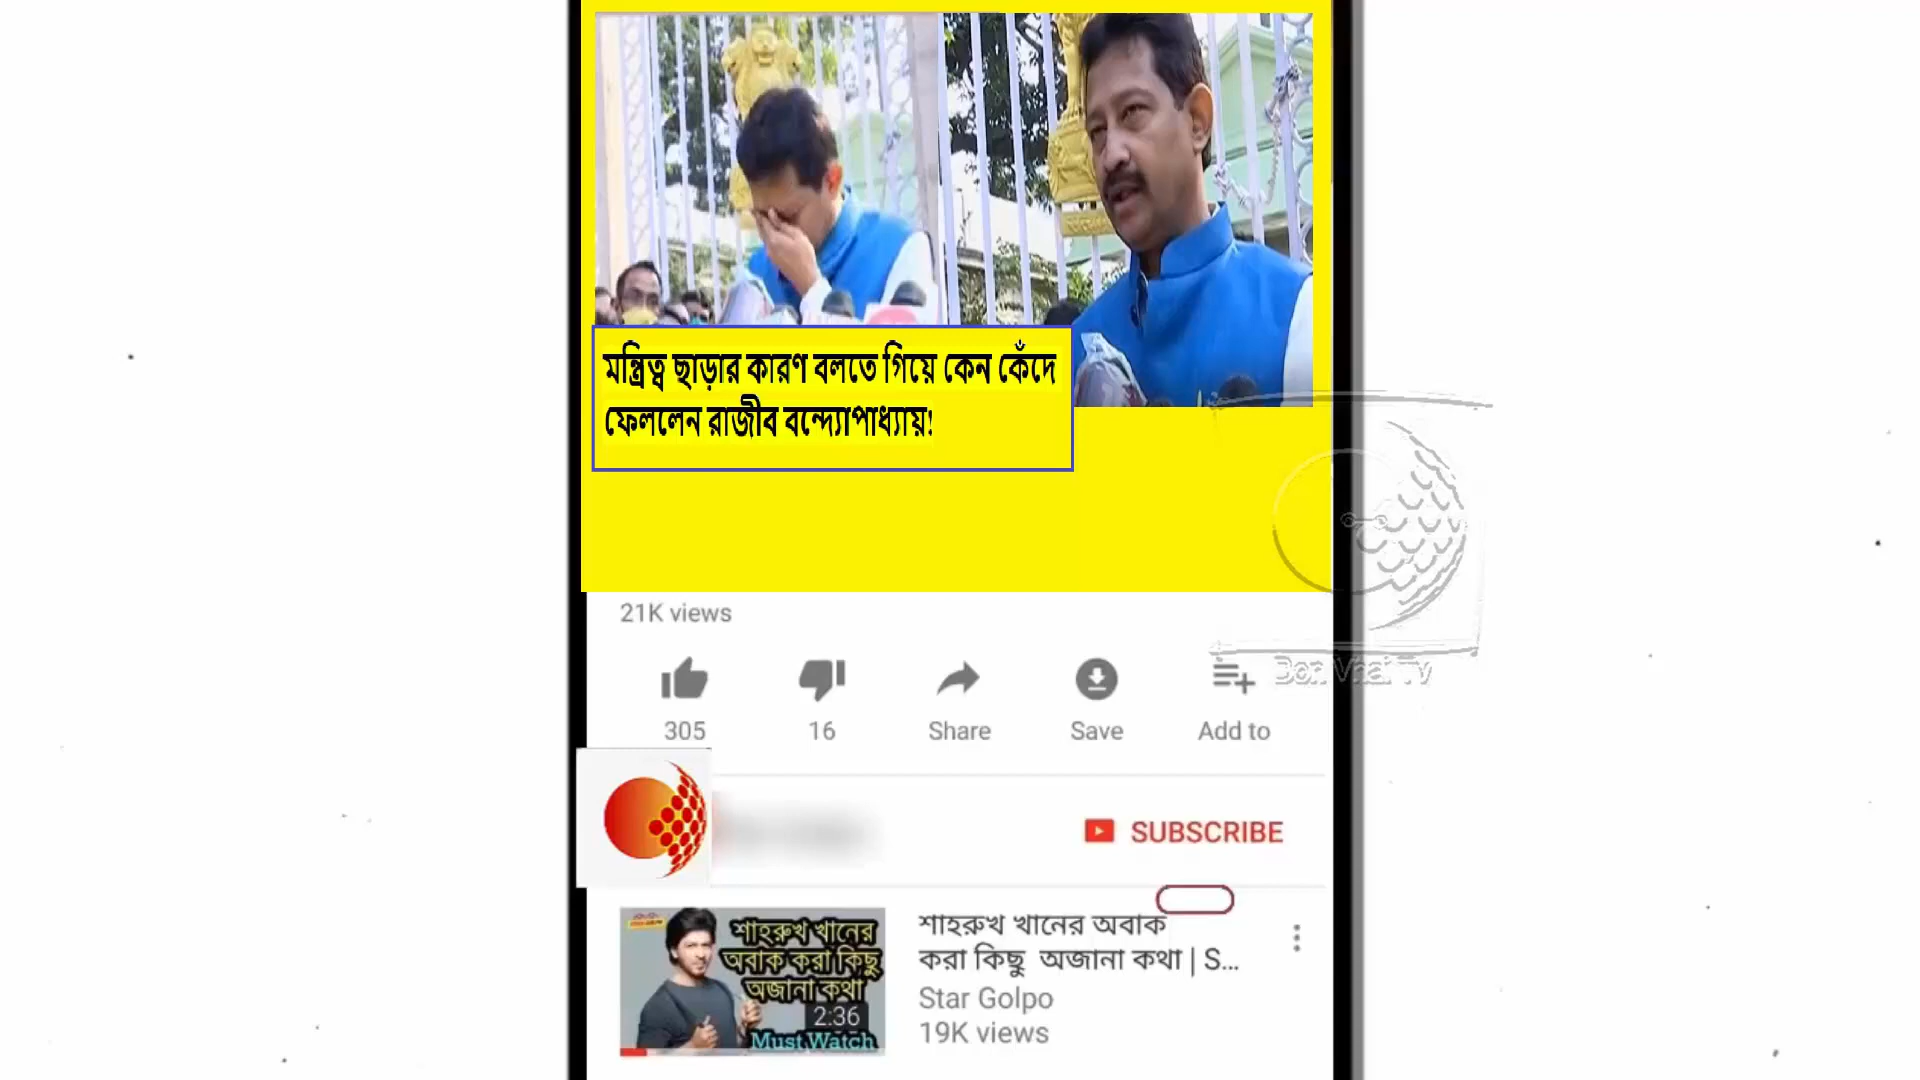 মন্ত্রিত্ব ছাড়ার কারণ বলতে গিয়ে কেন কেঁদে
ফেললেন রাজীব বন্দ্যোপাধ্যায়!
21K views
305
16
Share
Save
Add to
SUBSCRIBE
শাহরুখ খানের
অবাক করা কিছু
অজানা কথা
2:36
Must Watch
শাহরুখ খানের অবাক
করা কিছু অজানা কথা | S...
Star Golpo
19K views